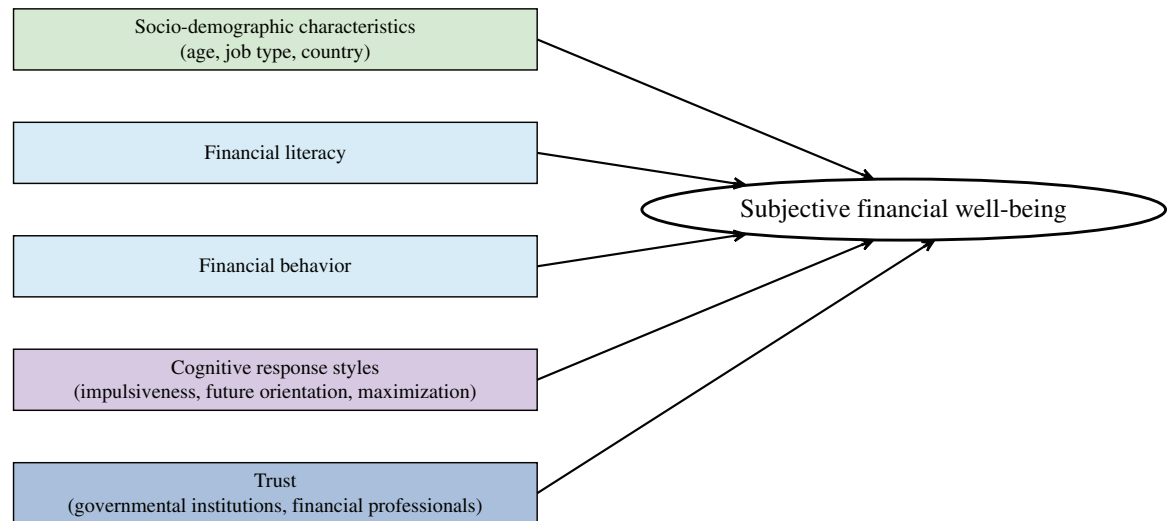 Socio-demographic characteristics
(age, job type, country)
Financial literacy
Subjective financial well-being
Financial behavior
Cognitive response styles
(impulsiveness, future orientation, maximization)
Trust
(governmental institutions, financial professionals)